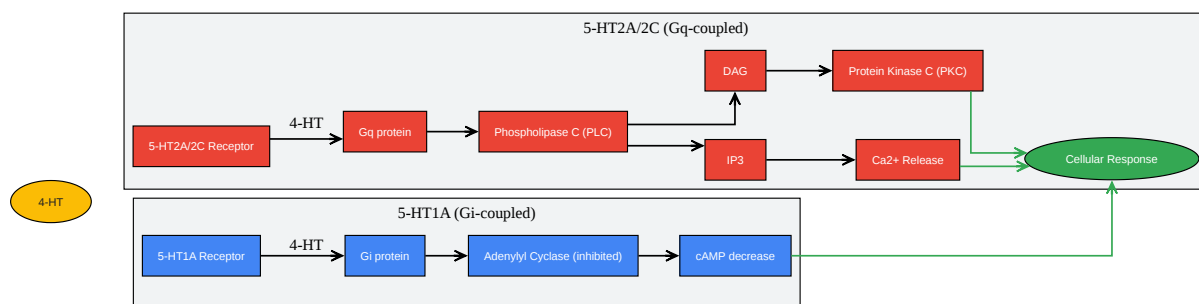 5-HT2A/2C (Gq-coupled)
DAG
Protein Kinase C (PKC)
4-HT
5-HT2A/2C Receptor
Gq protein
Phospholipase C (PLC)
IP3
Ca2+ Release
Cellular Response
4-HT
5-HT1A (Gi-coupled)
4-HT
5-HT1A Receptor
Gi protein
Adenylyl Cyclase (inhibited)
cAMP decrease